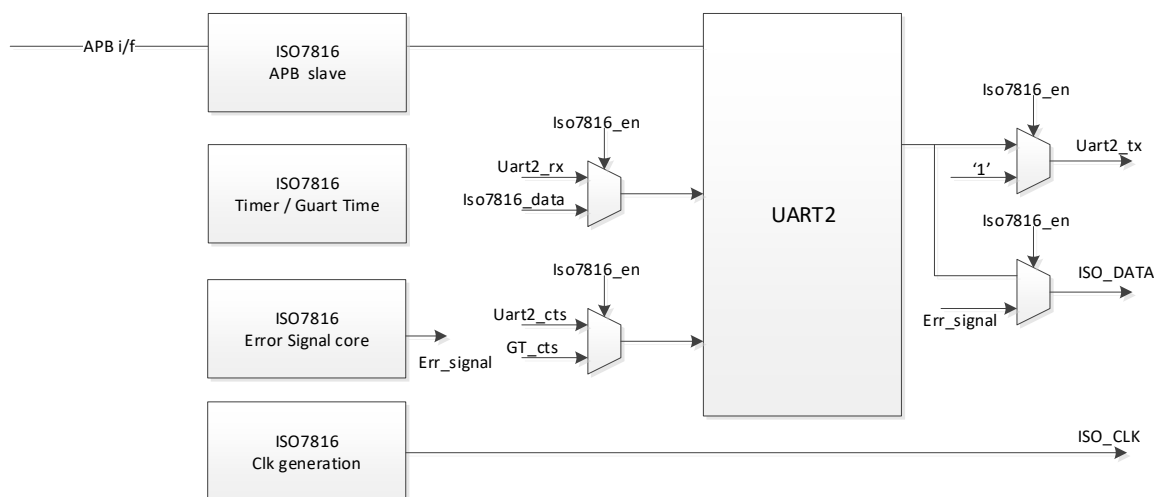 APB i/f
ISO7816
APB slave
ISO7816
Timer / Guart Time
ISO7816
Error Signal core
Err_signal
ISO7816
Clk generation
Iso7816_en
Uart2_rx
Iso7816_data
Iso7816_en
Uart2_cts
GT_cts
UART2
Iso7816_en
Uart2_tx
‘1’
Iso7816_en
ISO_DATA
Err_signal
ISO_CLK